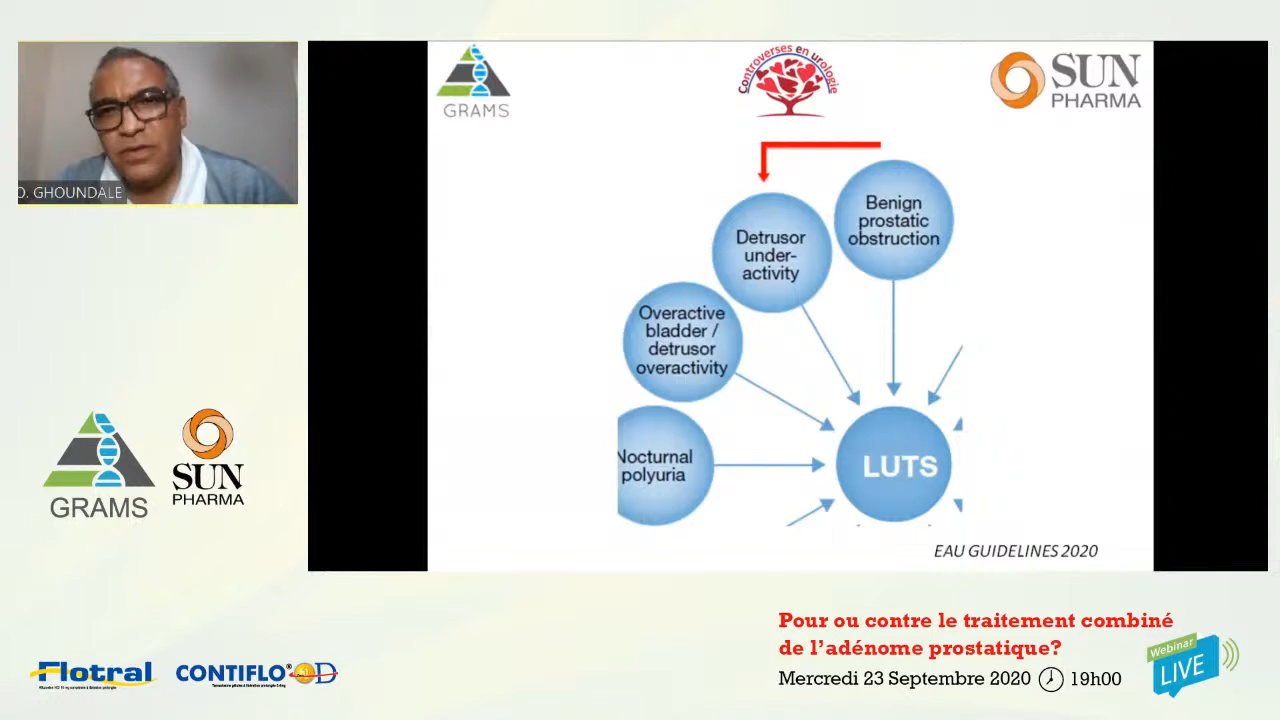 O. GHOUNDALE
GRAMS
Controverses en urologie
SUN
PHARMA
Benign
prostatic
obstruction
Detrusor
under-
activity
Overactive
bladder /
detrusor
overactivity
Nocturnal
polyuria
LUTS
EAU GUIDELINES 2020
GRAMS
SUN
PHARMA
Flotral
CONTIFLO® OD
Pour ou contre le traitement combiné
de l’adénome prostatique?
Mercredi 23 Septembre 2020 19h00
Webinar
LIVE